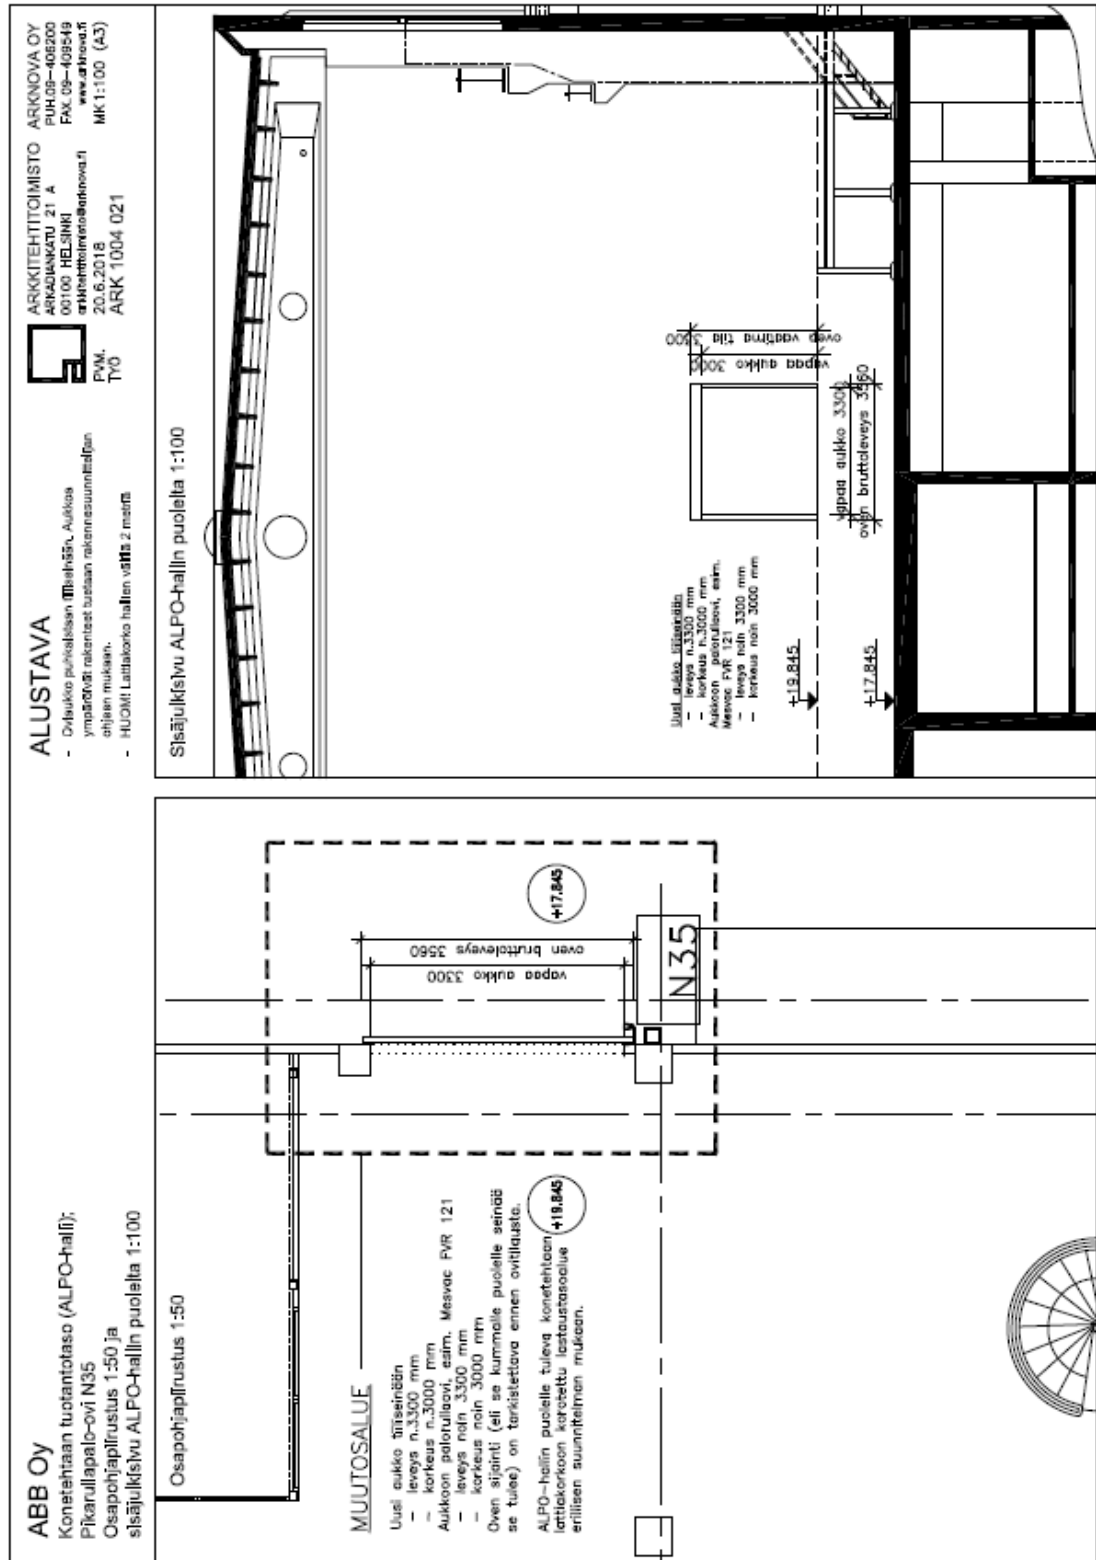 ABB Oy
Konetehtaan tuotantotaso (ALPO-halli);
Pikarullapalo-ovi N35
Osapohjapiirustus 1:50 ja
sisäjulkisivu ALPO-hallin puolelta 1:100
ALUSTAVA
- Oviaukko puhkaistaan tiiliseinään. Aukkoa
ympäröivät rakenteet tuetaan rakennesuunnittelijan
ohjeen mukaan.
- HUOM! Lattiakorko hallien välillä 2 metriä
ARKKITEHTITOIMISTO ARKNOVA OY
ARKADIANKATU 21 A
00100 HELSINKI
arkkitehtitoimisto@arknova.fi
PUH.09-406200
FAX. 09-409549
www.arknova.fi
PVM. 20.6.2018
MK 1:100 (A3)
TYÖ ARK 1004 021
Osapohjapiirustus 1:50
MUUTOSALUE
Uusi aukko tiiliseinään
- leveys n.3300 mm
- korkeus n.3000 mm
Aukkoon palorullaovi, esim. Mesvac FVR 121
- leveys noin 3300 mm
- korkeus noin 3000 mm
Oven sijainti (eli se kummalle puolelle seinää
se tulee) on tarkistettava ennen ovitilausta.
ALPO-hallin puolelle tuleva konetehtaan
lattiakorkoon korotettu lastaustasoalue
erillisen suunnitelman mukaan.
+19.845
+17.845
vapaa aukko 3300
oven bruttoleveys 3560
N35
Sisäjulkisivu ALPO-hallin puolelta 1:100
Uusi aukko tiiliseinään
- leveys n.3300 mm
- korkeus n.3000 mm
Aukkoon palorullaovi, esim.
Mesvac FVR 121
- leveys noin 3300 mm
- korkeus noin 3000 mm
+19.845
+17.845
vapaa aukko 3000
oven vaatima tila 3300
vapaa aukko 3300
oven bruttoleveys 3560